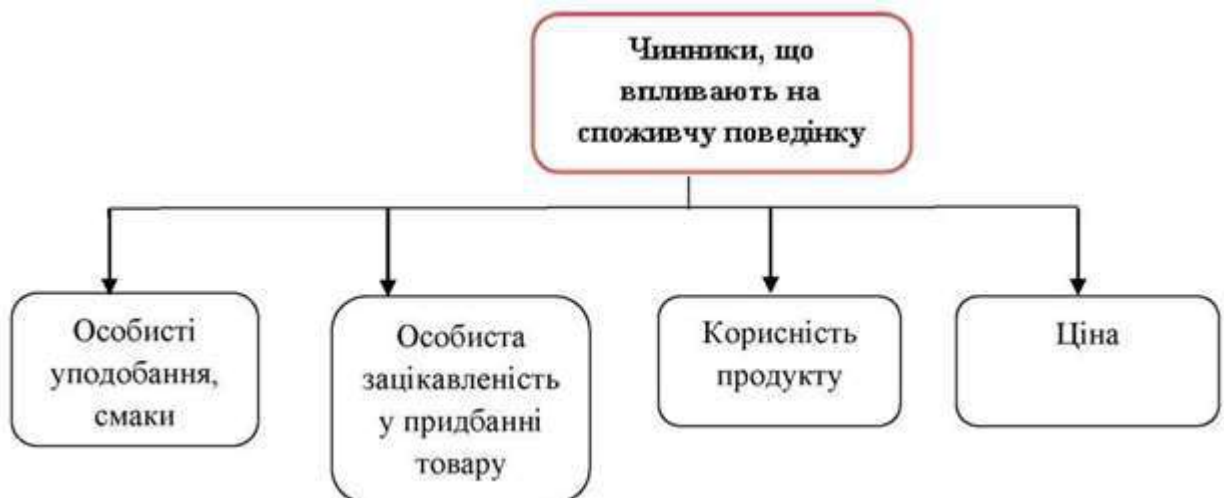 Чинники, що
впливають на
споживчу поведінку
Особисті
уподобання,
смаки
Особиста
зацікавленість
у придбанні
товару
Корисність
продукту
Ціна